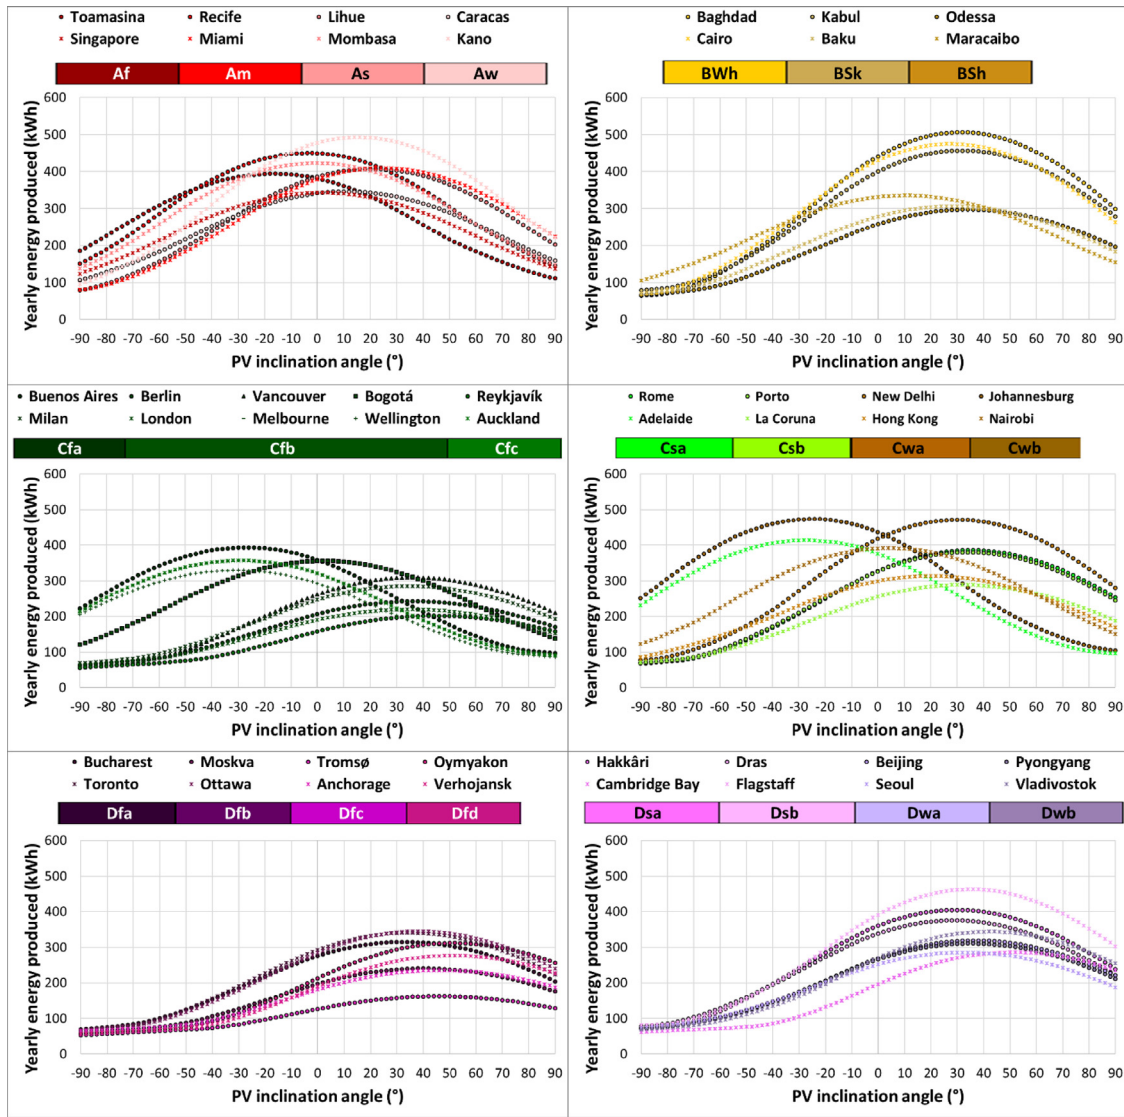 Toamasina Recife Lihue Caracas
Singapore Miami Mombasa Kano
Af Am As Aw
Yearly energy produced (kWh)
600
500
400
300
200
100
0
-90 -80 -70 -60 -50 -40 -30 -20 -10 0 10 20 30 40 50 60 70 80 90
PV inclination angle (°)
Baghdad Kabul Odessa
Cairo Baku Maracaibo
BWh BSk BSh
Yearly energy produced (kWh)
600
500
400
300
200
100
0
-90 -80 -70 -60 -50 -40 -30 -20 -10 0 10 20 30 40 50 60 70 80 90
PV inclination angle (°)
Buenos Aires Berlin Vancouver Bogotá Reykjavík
Milan London Melbourne Wellington Auckland
Cfa Cfb Cfc
Yearly energy produced (kWh)
600
500
400
300
200
100
0
-90 -80 -70 -60 -50 -40 -30 -20 -10 0 10 20 30 40 50 60 70 80 90
PV inclination angle (°)
Rome Porto New Delhi Johannesburg
Adelaide La Coruna Hong Kong Nairobi
Csa Csb Cwa Cwb
Yearly energy produced (kWh)
600
500
400
300
200
100
0
-90 -80 -70 -60 -50 -40 -30 -20 -10 0 10 20 30 40 50 60 70 80 90
PV inclination angle (°)
Bucharest Moskva Tromsø Oymyakon
Toronto Ottawa Anchorage Verhojansk
Dfa Dfb Dfc Dfd
Yearly energy produced (kWh)
600
500
400
300
200
100
0
-90 -80 -70 -60 -50 -40 -30 -20 -10 0 10 20 30 40 50 60 70 80 90
PV inclination angle (°)
Hakkâri Dras Beijing Pyongyang
Cambridge Bay Flagstaff Seoul Vladivostok
Dsa Dsb Dwa Dwb
Yearly energy produced (kWh)
600
500
400
300
200
100
0
-90 -80 -70 -60 -50 -40 -30 -20 -10 0 10 20 30 40 50 60 70 80 90
PV inclination angle (°)